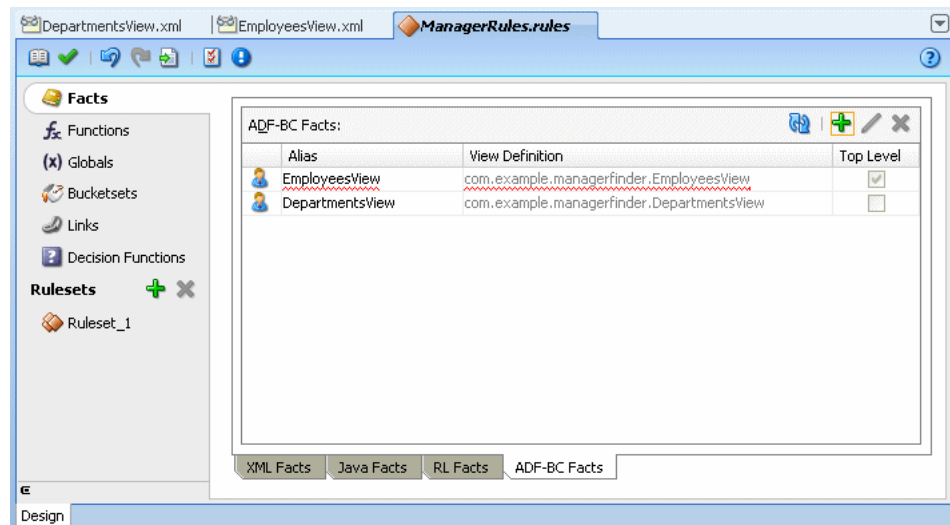 DepartmentsView.xml EmployeesView.xml ManagerRules.rules
Facts
Functions
Globals
Bucketsets
Links
Decision Functions
Rulesets
Ruleset_1
ADF-BC Facts:
Alias View Definition Top Level
EmployeesView com.example.managerfinder.EmployeesView
DepartmentsView com.example.managerfinder.DepartmentsView
XML Facts Java Facts RL Facts ADF-BC Facts
Design